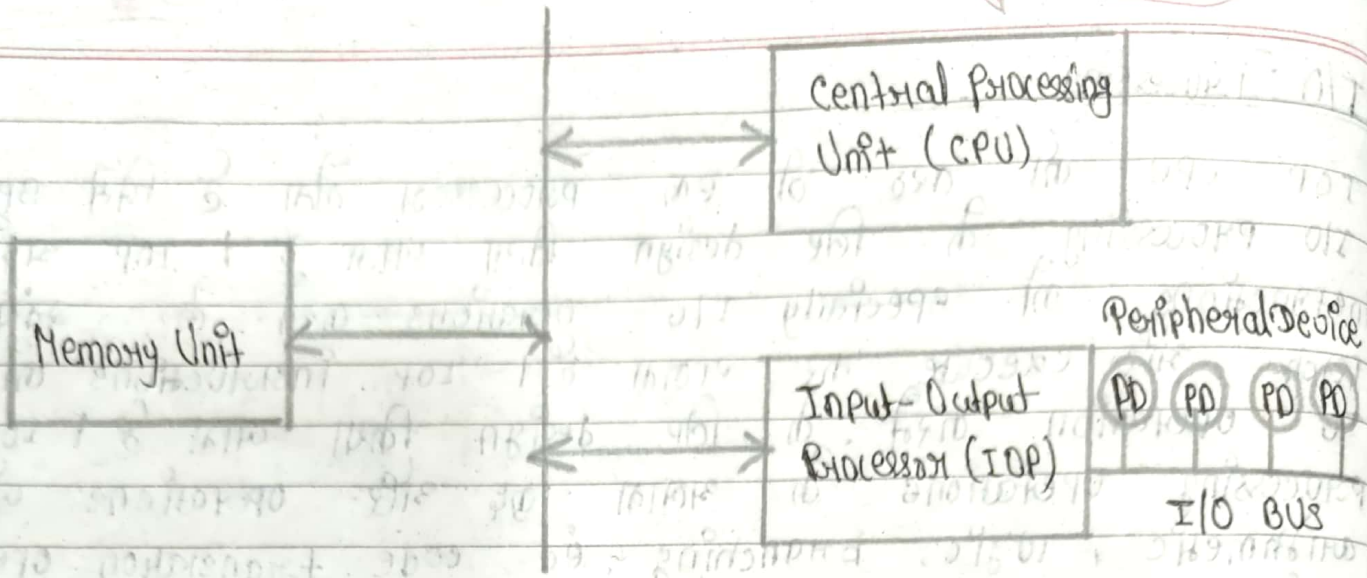 Central Processing
Unit (CPU)
Memory Unit
Peripheral Device
Input-Output
Processor (IOP)
PD PD PD PD
I/O BUS